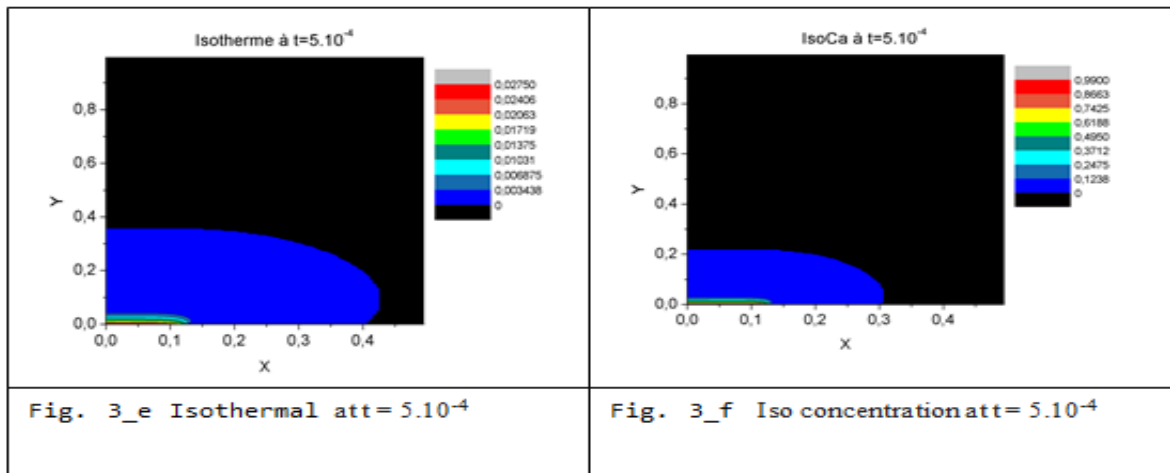 Isotherme à t=5.10-4
0,02750
0,02406
0,02063
0,01719
0,01375
0,01031
0,006875
0,003438
0
0,8
0,6
0,4
0,2
0,0
Y
0,0 0,1 0,2 0,3 0,4
X
IsoCa à t=5.10-4
0,9900
0,8663
0,7425
0,6188
0,4950
0,3712
0,2475
0,1238
0
0,8
0,6
0,4
0,2
0,0
Y
0,0 0,1 0,2 0,3 0,4
X
Fig. 3_e Isothermal att= 5.10-4
Fig. 3_f Iso concentration att= 5.10-4